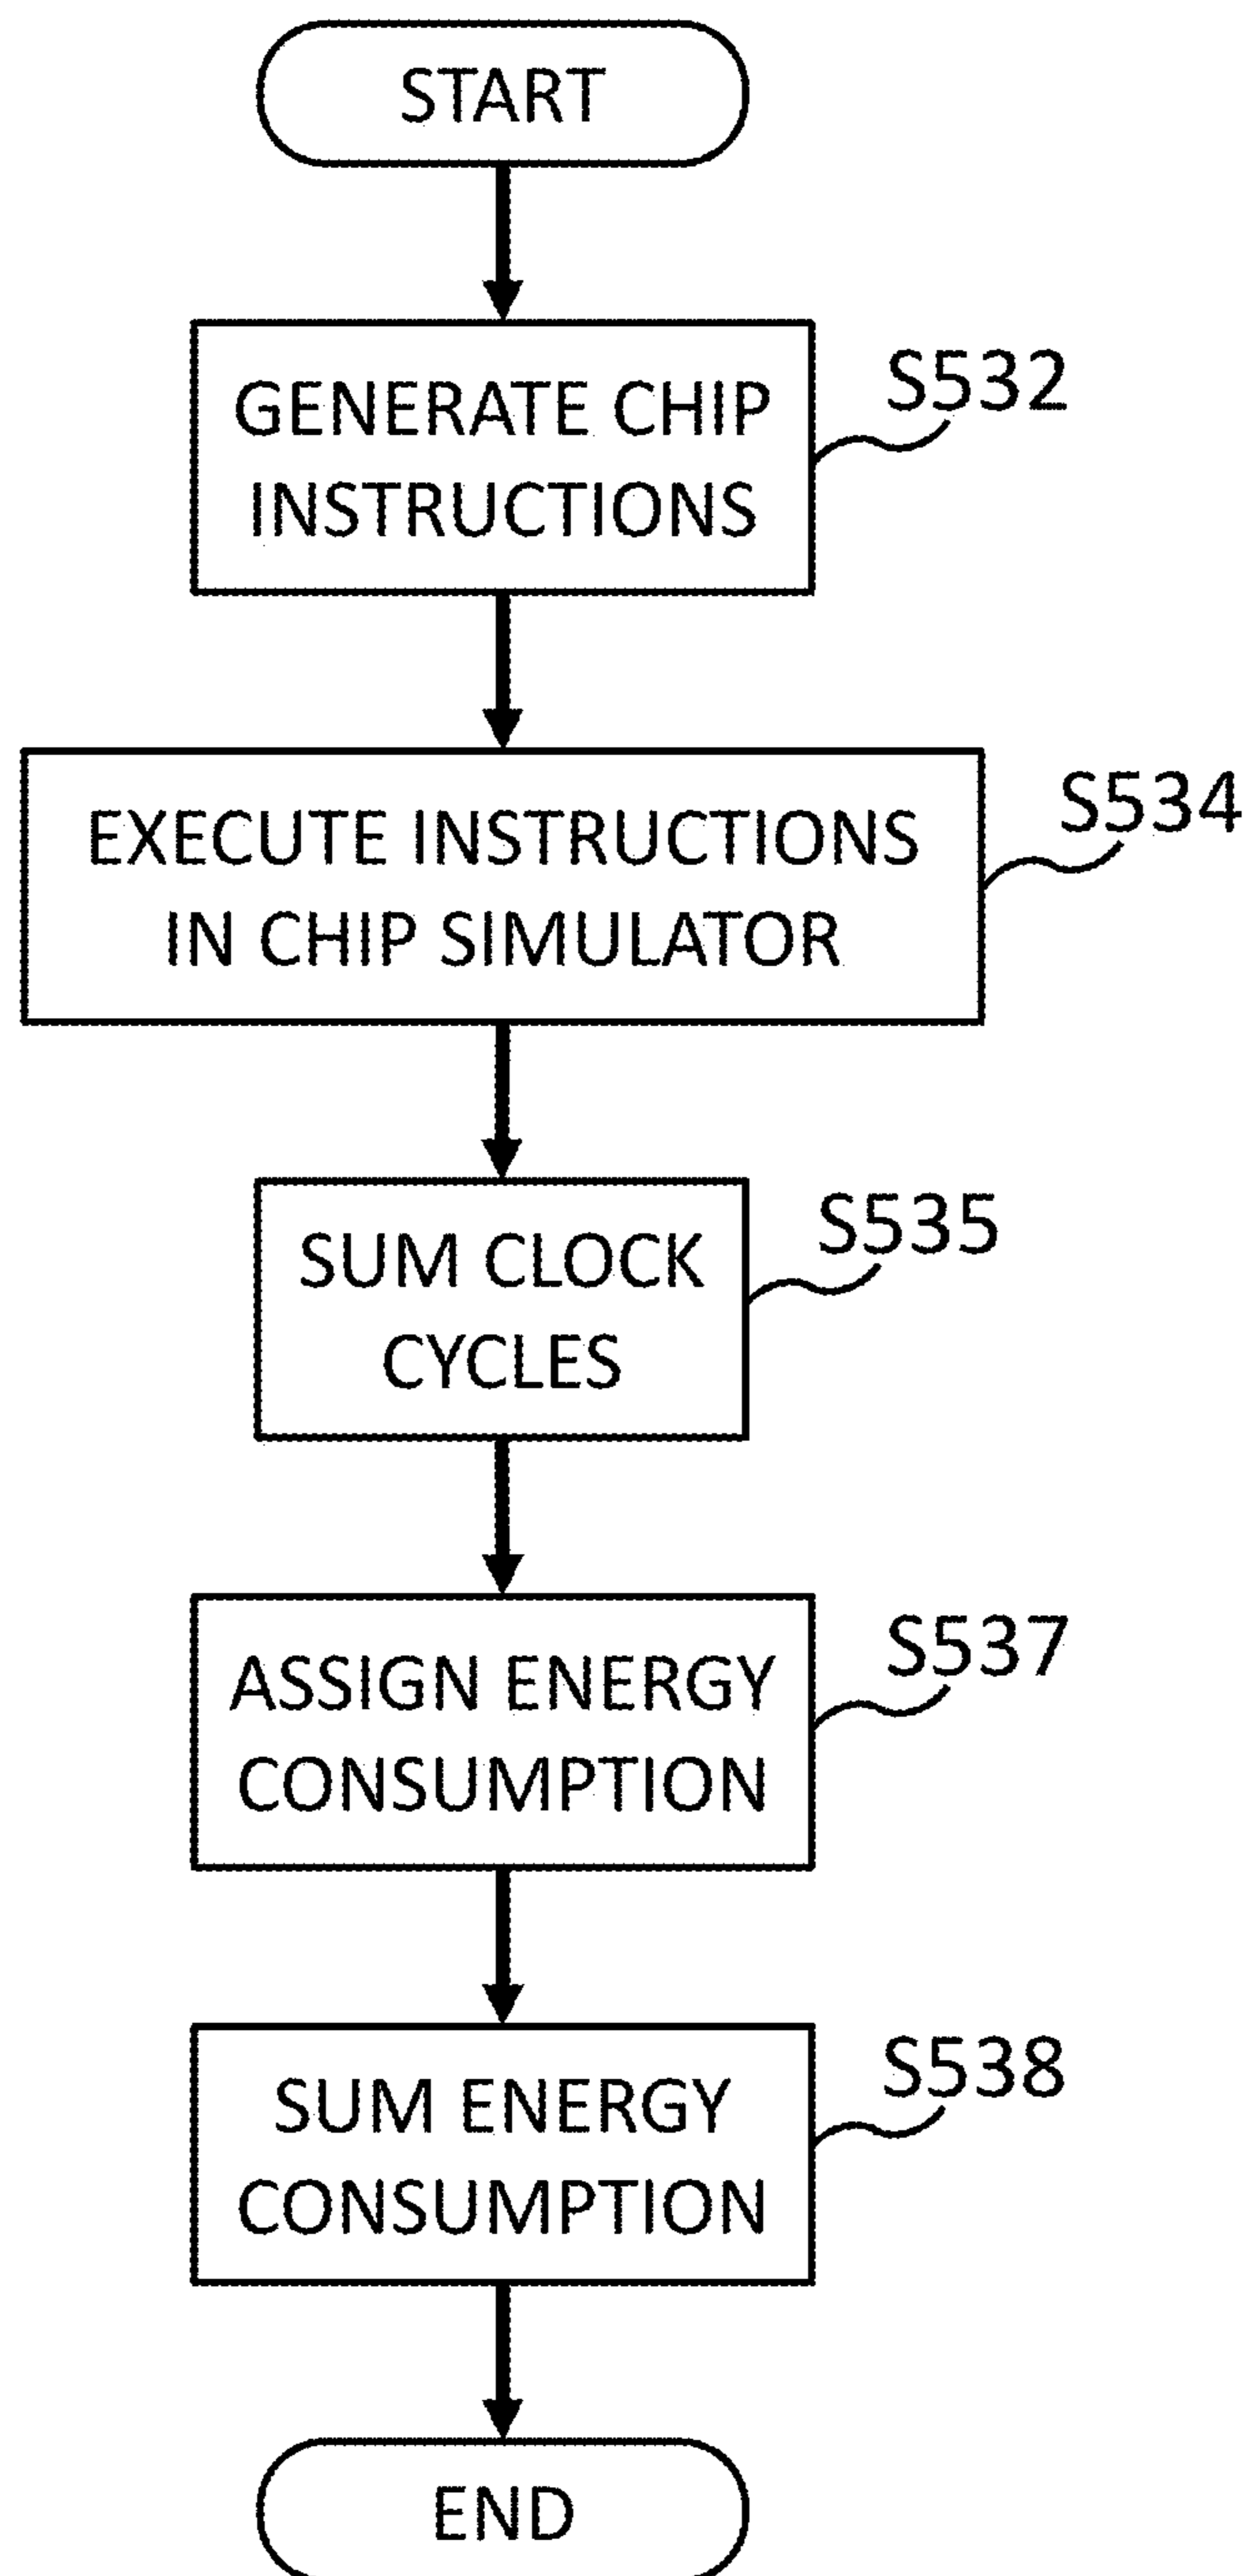 START
GENERATE CHIP
INSTRUCTIONS
S532
EXECUTE INSTRUCTIONS
IN CHIP SIMULATOR
S534
SUM CLOCK
CYCLES
S535
ASSIGN ENERGY
CONSUMPTION
S537
SUM ENERGY
CONSUMPTION
S538
END